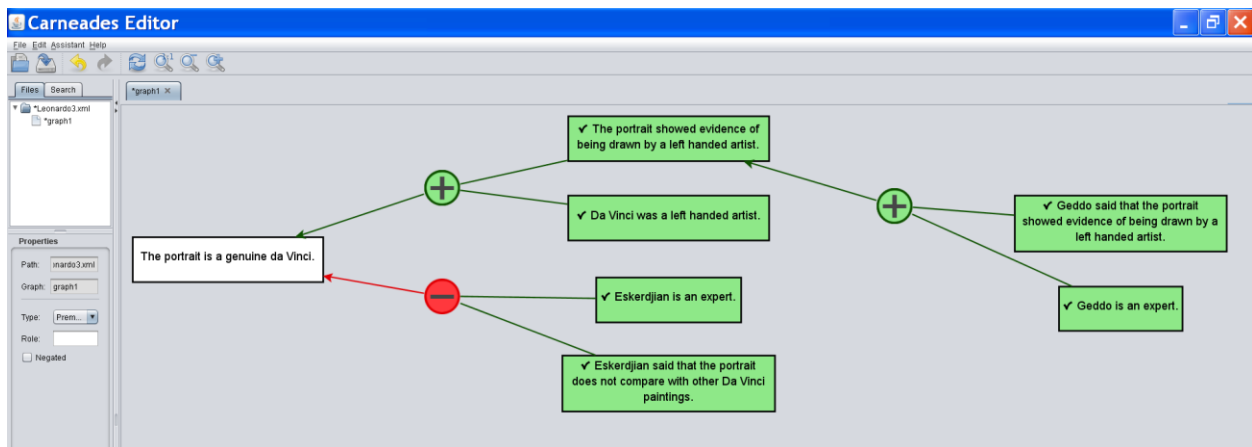 Carneades Editor
File Edit Assistant Help
Files Search
*Leonardo3.xml
*graph1
*graph1
✔ The portrait showed evidence of
being drawn by a left handed artist.
✔ Da Vinci was a left handed artist.
✔ Geddo said that the portrait
showed evidence of being drawn by a
left handed artist.
The portrait is a genuine da Vinci.
✔ Eskerdjian is an expert.
✔ Geddo is an expert.
✔ Eskerdjian said that the portrait
does not compare with other Da Vinci
paintings.
Properties
Path: ınardo3.xml
Graph: graph1
Type: Prem...
Role:
Negated